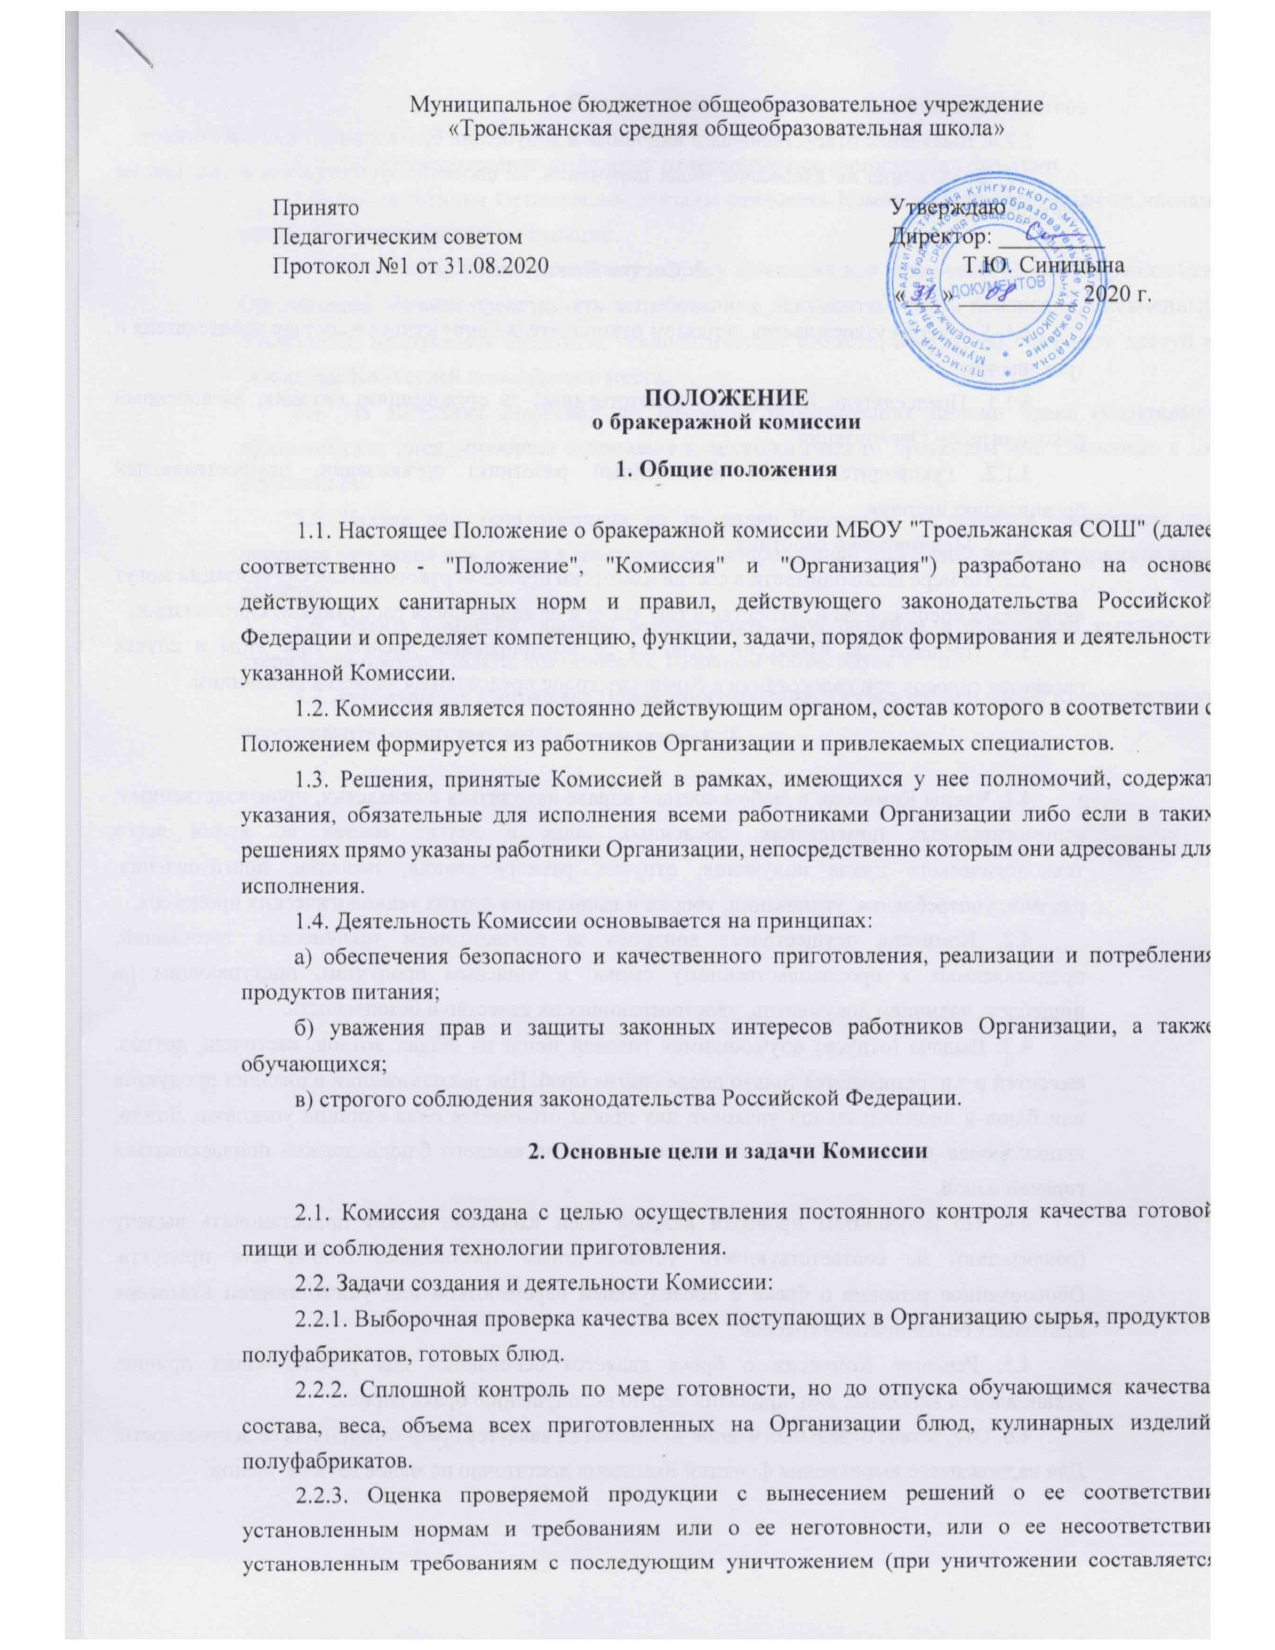 Муниципальное бюджетное общеобразовательное учреждение
«Троельжанская средняя общеобразовательная школа»
Принято
Педагогическим советом
Протокол №1 от 31.08.2020
Утверждаю
Директор:
Т.Ю. Синицына
« 31 » 08 2020 г.
ДЛЯ
ДОКУМЕНТОВ
ПОЛОЖЕНИЕ
о бракеражной комиссии
1. Общие положения
1.1. Настоящее Положение о бракеражной комиссии МБОУ "Троельжанская СОШ" (далее
соответственно - "Положение", "Комиссия" и "Организация") разработано на основе
действующих санитарных норм и правил, действующего законодательства Российской
Федерации и определяет компетенцию, функции, задачи, порядок формирования и деятельности
указанной Комиссии.
1.2. Комиссия является постоянно действующим органом, состав которого в соответствии с
Положением формируется из работников Организации и привлекаемых специалистов.
1.3. Решения, принятые Комиссией в рамках, имеющихся у нее полномочий, содержат
указания, обязательные для исполнения всеми работниками Организации либо если в таких
решениях прямо указаны работники Организации, непосредственно которым они адресованы для
исполнения.
1.4. Деятельность Комиссии основывается на принципах:
а) обеспечения безопасного и качественного приготовления, реализации и потребления
продуктов питания;
б) уважения прав и защиты законных интересов работников Организации, а также
обучающихся;
в) строгого соблюдения законодательства Российской Федерации.
2. Основные цели и задачи Комиссии
2.1. Комиссия создана с целью осуществления постоянного контроля качества готовой
пищи и соблюдения технологии приготовления.
2.2. Задачи создания и деятельности Комиссии:
2.2.1. Выборочная проверка качества всех поступающих в Организацию сырья, продуктов,
полуфабрикатов, готовых блюд.
2.2.2. Сплошной контроль по мере готовности, но до отпуска обучающимся качества,
состава, веса, объема всех приготовленных на Организации блюд, кулинарных изделий,
полуфабрикатов.
2.2.3. Оценка проверяемой продукции с вынесением решений о ее соответствии
установленным нормам и требованиям или о ее неготовности, или о ее несоответствии
установленным требованиям с последующим уничтожением (при уничтожении составляется